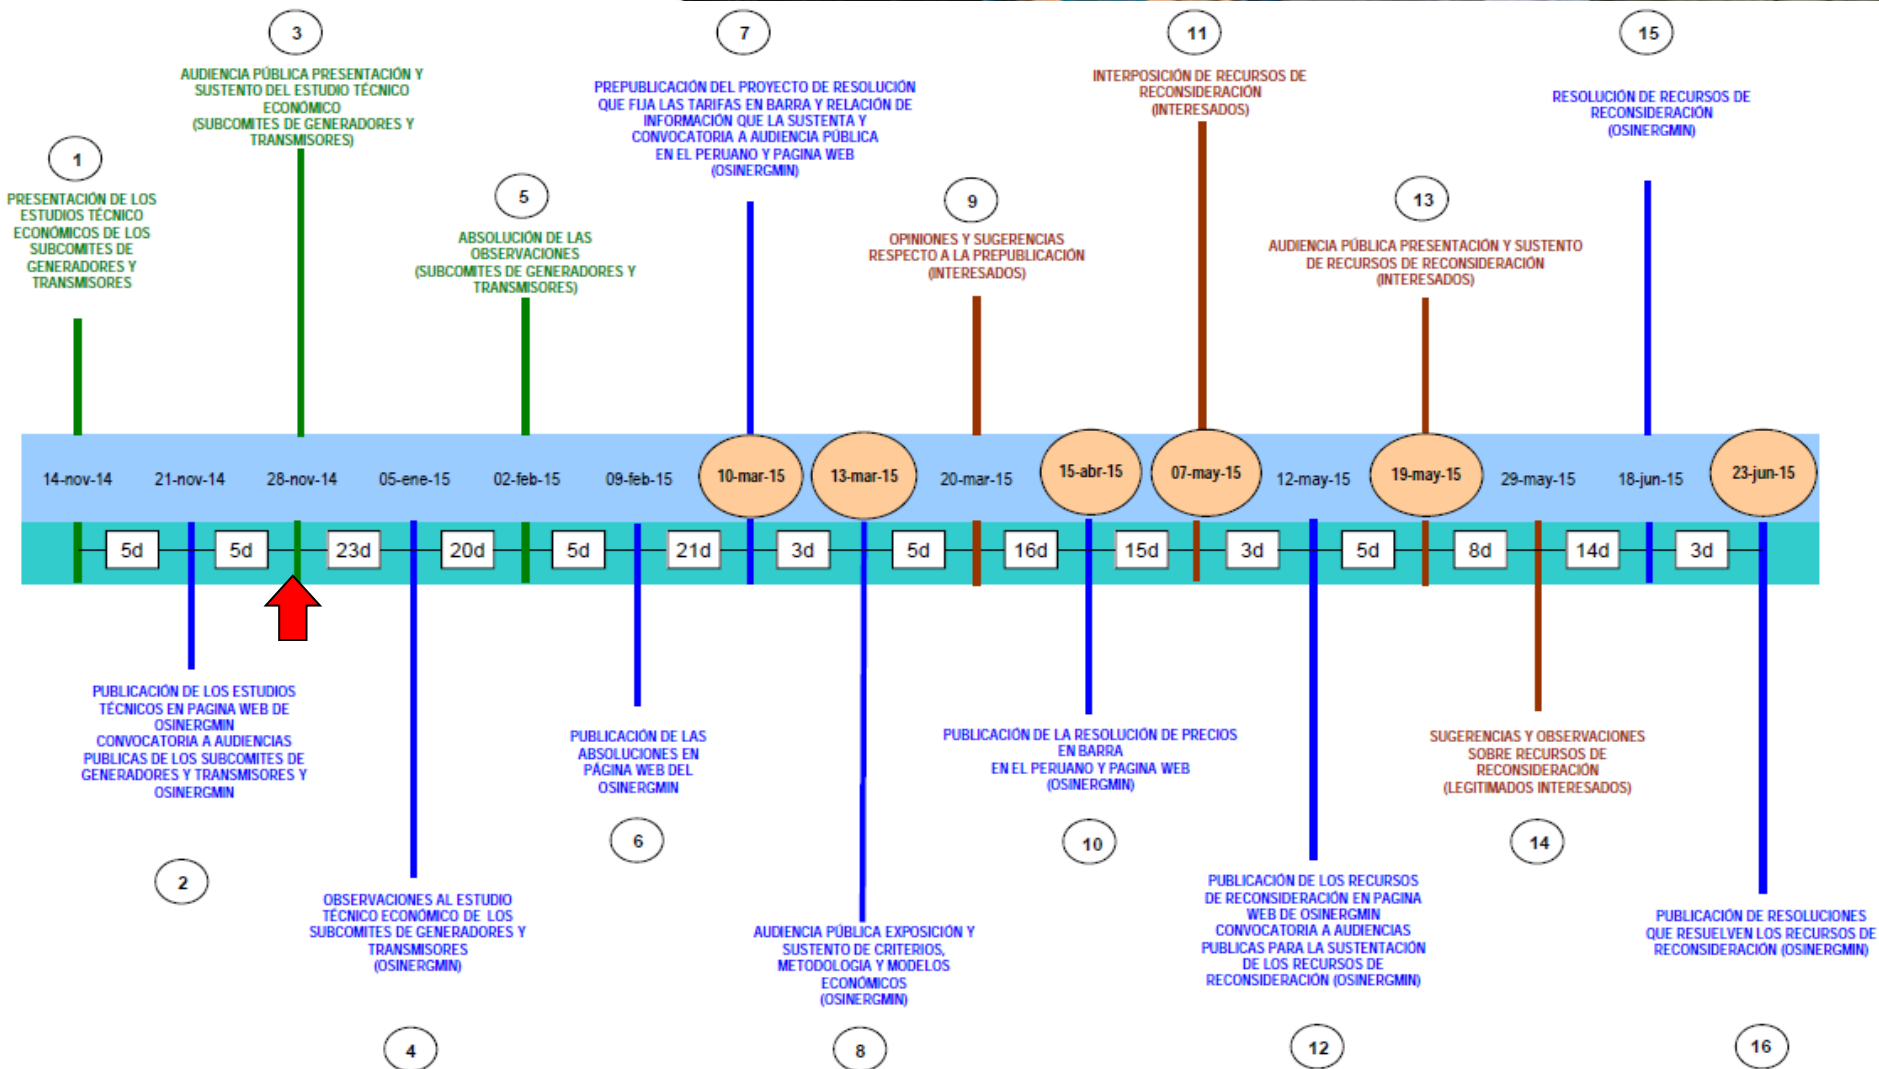 3
AUDIENCIA PÚBLICA PRESENTACIÓN Y
SUSTENTO DEL ESTUDIO TÉCNICO
ECONÓMICO
(SUBCOMITES DE GENERADORES Y
TRANSMISORES)
7
PREPUBLICACIÓN DEL PROYECTO DE RESOLUCIÓN
QUE FIJA LAS TARIFAS EN BARRA Y RELACIÓN DE
INFORMACIÓN QUE LA SUSTENTA Y
CONVOCATORIA A AUDIENCIA PÚBLICA
EN EL PERUANO Y PAGINA WEB
(OSINERGMIN)
11
INTERPOSICIÓN DE RECURSOS DE
RECONSIDERACIÓN
(INTERESADOS)
15
RESOLUCIÓN DE RECURSOS DE
RECONSIDERACIÓN
(OSINERGMIN)
1
PRESENTACIÓN DE LOS
ESTUDIOS TÉCNICO
ECONÓMICOS DE LOS
SUBCOMITES DE
GENERADORES Y
TRANSMISORES
5
ABSOLUCIÓN DE LAS
OBSERVACIONES
(SUBCOMITES DE GENERADORES Y
TRANSMISORES)
9
OPINIONES Y SUGERENCIAS
RESPECTO A LA PREPUBLICACIÓN
(INTERESADOS)
13
AUDIENCIA PÚBLICA PRESENTACIÓN Y SUSTENTO
DE RECURSOS DE RECONSIDERACIÓN
(INTERESADOS)
14-nov-14 21-nov-14 28-nov-14 05-ene-15 02-feb-15 09-feb-15 10-mar-15 13-mar-15 20-mar-15 15-abr-15 07-may-15 12-may-15 19-may-15 29-may-15 18-jun-15 23-jun-15
5d 5d 23d 20d 5d 21d 3d 5d 16d 15d 3d 5d 8d 14d 3d
PUBLICACIÓN DE LOS ESTUDIOS
TÉCNICOS EN PAGINA WEB DE
OSINERGMIN
CONVOCATORIA A AUDIENCIAS
PUBLICAS DE LOS SUBCOMITES DE
GENERADORES Y TRANSMISORES Y
OSINERGMIN
2
OBSERVACIONES AL ESTUDIO
TÉCNICO ECONÓMICO DE LOS
SUBCOMITES DE GENERADORES Y
TRANSMISORES
(OSINERGMIN)
4
PUBLICACIÓN DE LAS
ABSOLUCIONES EN
PÁGINA WEB DEL
OSINERGMIN
6
AUDIENCIA PÚBLICA EXPOSICIÓN Y
SUSTENTO DE CRITERIOS,
METODOLOGIA Y MODELOS
ECONÓMICOS
(OSINERGMIN)
8
PUBLICACIÓN DE LA RESOLUCIÓN DE PRECIOS
EN BARRA
EN EL PERUANO Y PAGINA WEB
(OSINERGMIN)
10
PUBLICACIÓN DE LOS RECURSOS
DE RECONSIDERACIÓN EN PAGINA
WEB DE OSINERGMIN
CONVOCATORIA A AUDIENCIAS
PUBLICAS PARA LA SUSTENTACIÓN
DE LOS RECURSOS DE
RECONSIDERACIÓN (OSINERGMIN)
12
SUGERENCIAS Y OBSERVACIONES
SOBRE RECURSOS DE
RECONSIDERACIÓN
(LEGITIMADOS INTERESADOS)
14
PUBLICACIÓN DE RESOLUCIONES
QUE RESUELVEN LOS RECURSOS DE
RECONSIDERACIÓN (OSINERGMIN)
16